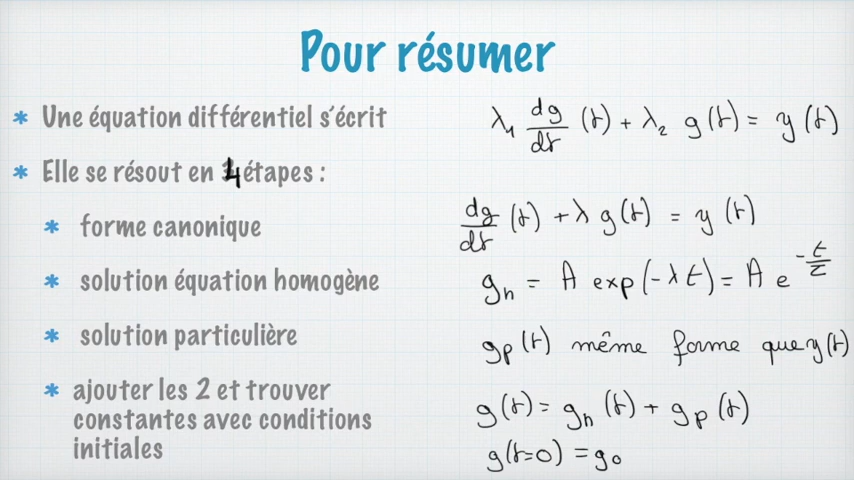 Pour résumer
* Une équation différentiel s'écrit
λ₁ dg/dt (t) + λ₂ g(t) = y(t)
* Elle se résout en 4 étapes :
* forme canonique
dg/dt (t) + λ g(t) = y(t)
* solution équation homogène
gₕ = A exp(-λt) = A e^(-t/τ)
* solution particulière
gₚ(t) même forme que y(t)
* ajouter les 2 et trouver
constantes avec conditions
initiales
g(t) = gₕ(t) + gₚ(t)
g(t=0) = g₀